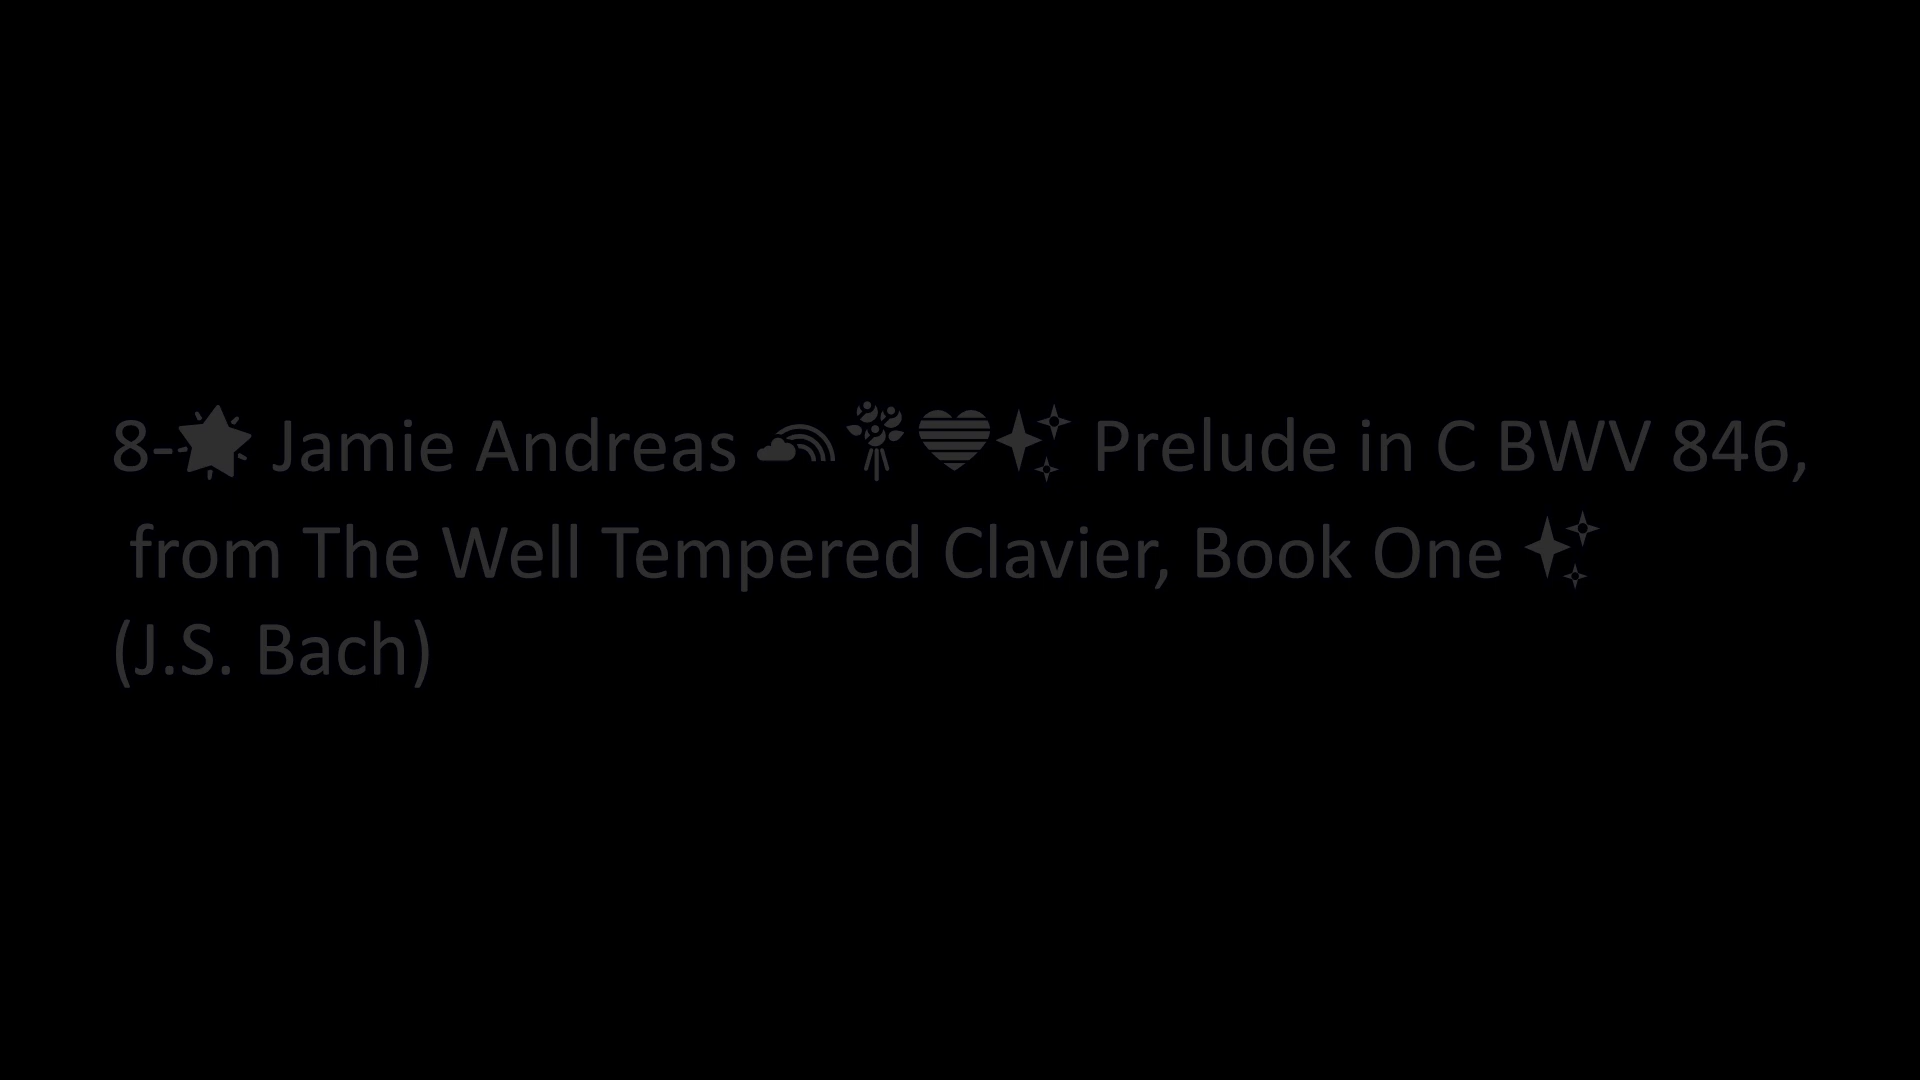 8-🌟 Jamie Andreas 🌈💐💗✨ Prelude in C BWV 846,
from The Well Tempered Clavier, Book One ✨
(J.S. Bach)